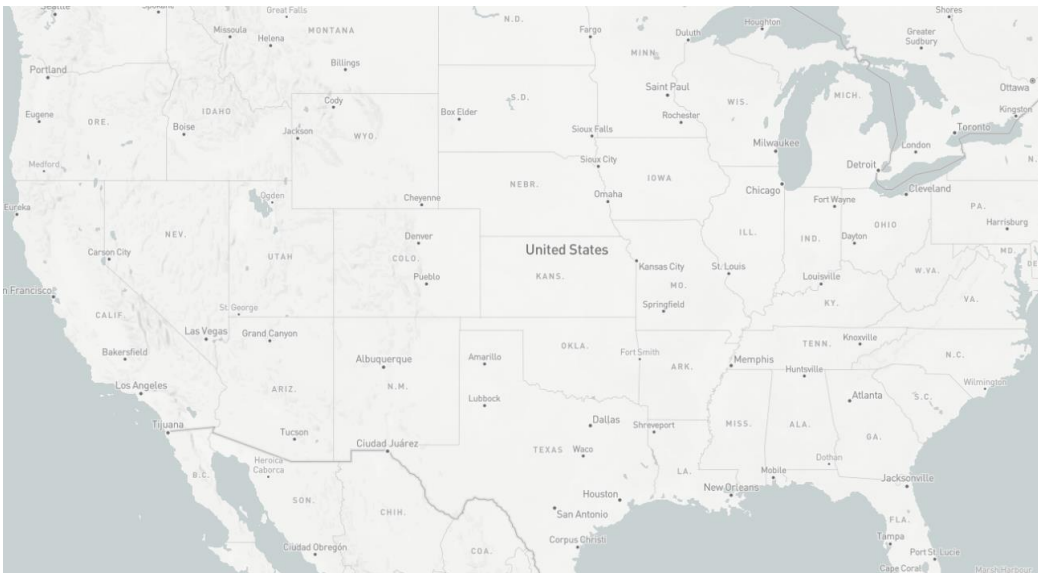 Seattle
Spokane
Great Falls
Missoula
Helena
MONTANA
N.D.
Fargo
Duluth
Houghton
Shores
Greater
Sudbury
Portland
Billings
MINN.
Saint Paul
WIS.
MICH.
Ottawa
Kingston
Eugene
ORE.
IDAHO
Boise
Cody
Jackson
WYO.
Box Elder
S.D.
Sioux Falls
Rochester
Milwaukee
London
Toronto
Medford
Sioux City
Detroit
N.
Eureka
Ogden
Cheyenne
NEBR.
Omaha
IOWA
Chicago
Fort Wayne
Cleveland
PA.
Harrisburg
NEV.
Carson City
UTAH
Denver
COLO.
Pueblo
United States
KANS.
Kansas City
MO.
St. Louis
ILL.
IND.
Dayton
OHIO
W.VA.
MD.
DE
n Francisco
CALIF.
St. George
Springfield
Louisville
KY.
VA.
Las Vegas
Grand Canyon
Bakersfield
Albuquerque
Amarillo
OKLA.
Fort Smith
ARK.
Memphis
TENN.
Knoxville
Huntsville
N.C.
Los Angeles
ARIZ.
N.M.
Lubbock
Wilmington
S.C.
Atlanta
Tijuana
Tucson
Ciudad Juárez
Dallas
Shreveport
TEXAS
Waco
MISS.
ALA.
GA.
Heroica
Caborca
B.C.
LA.
Dothan
Mobile
New Orleans
Jacksonville
SON.
CHIH.
Houston
San Antonio
Corpus Christi
FLA.
Tampa
Ciudad Obregón
COA.
Port St. Lucie
Cape Coral
Marsh Harbour